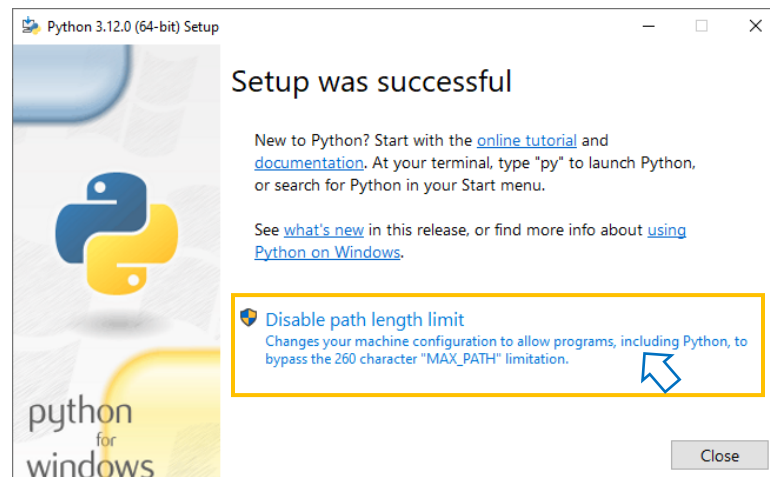 Python 3.12.0 (64-bit) Setup
Setup was successful
New to Python? Start with the online tutorial and
documentation. At your terminal, type "py" to launch Python,
or search for Python in your Start menu.
See what's new in this release, or find more info about using
Python on Windows.
Disable path length limit
Changes your machine configuration to allow programs, including Python, to
bypass the 260 character "MAX_PATH" limitation.
python
for
windows
Close